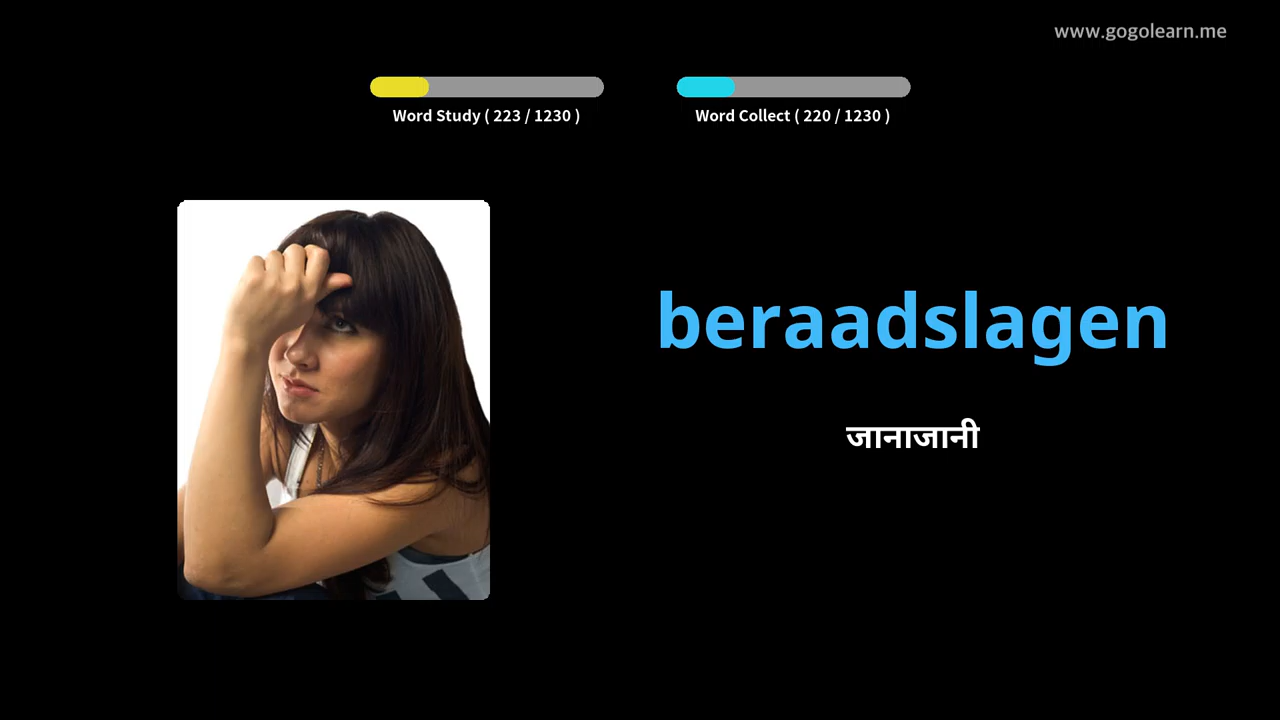 www.gogolearn.me
Word Study ( 223 / 1230 )
Word Collect ( 220 / 1230 )
beraadslagen
जानाजानी